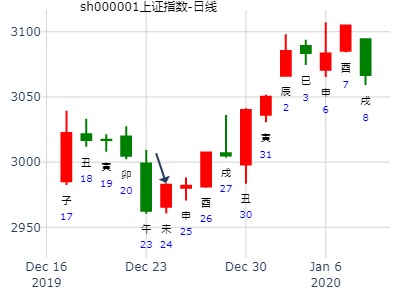 sh000001上证指数-日线
3100
3050
3000
2950
子
17
丑
18
寅
19
卯
20
午
23
未
24
申
25
酉
26
戌
27
丑
30
寅
31
辰
2
巳
3
申
6
酉
7
戌
8
Dec 16
2019
Dec 23
Dec 30
Jan 6
2020